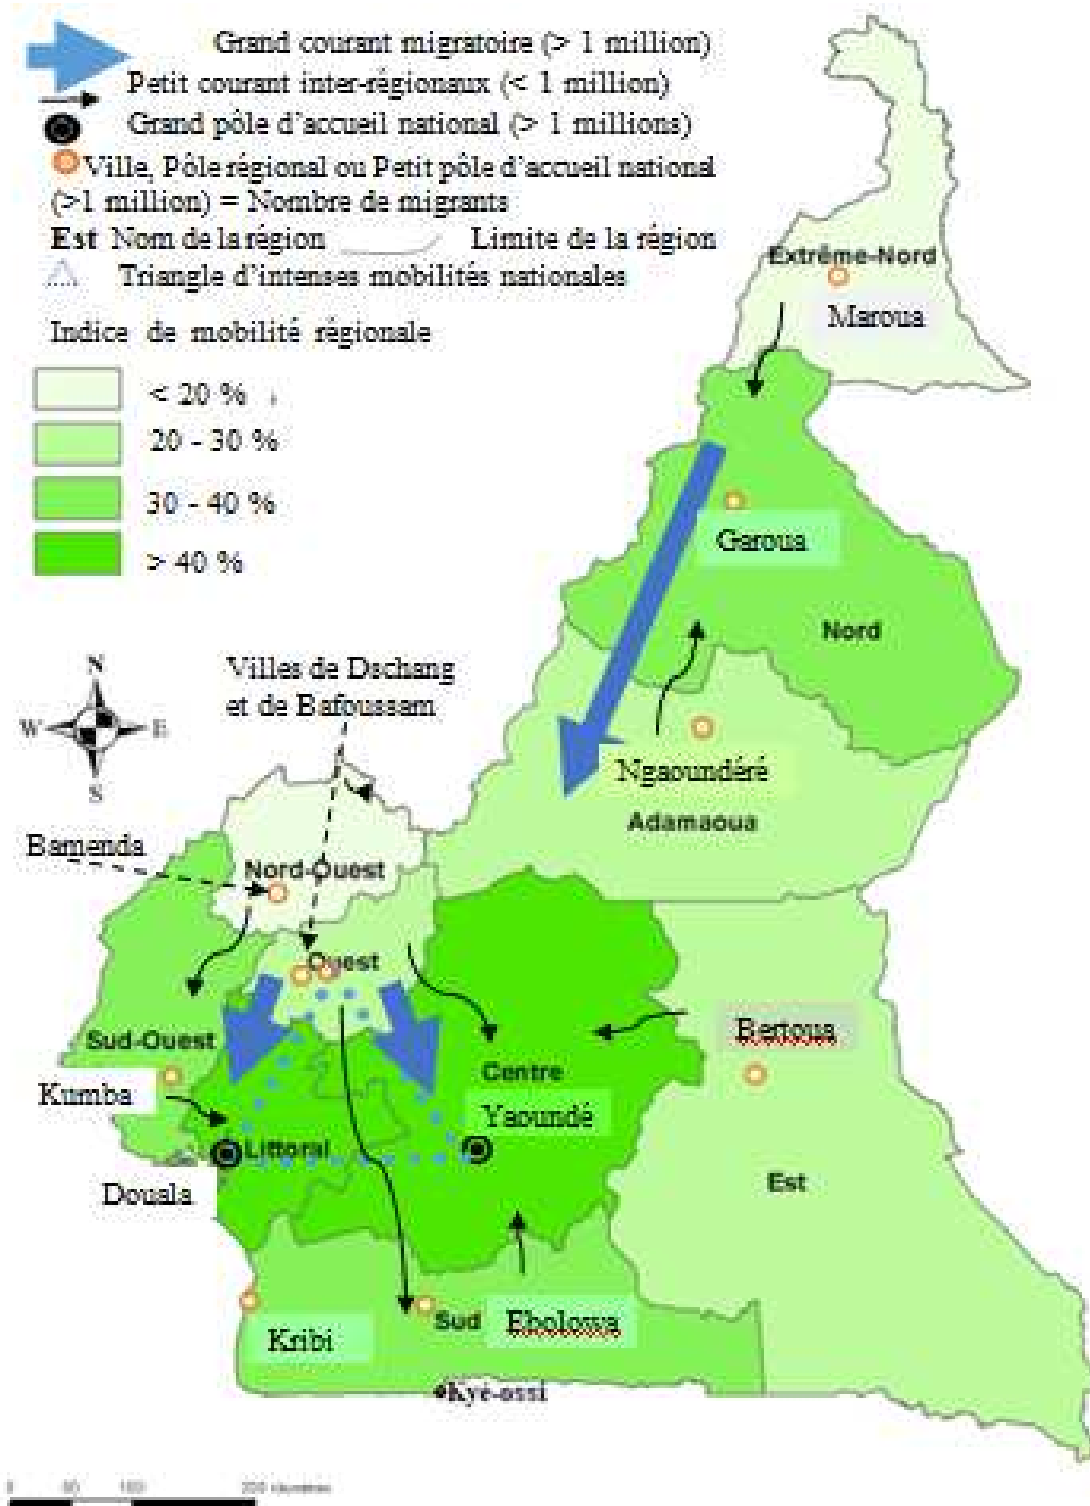 Grand courant migratoire (> 1 million)
Petit courant inter-régionaux (< 1 million)
Grand pôle d'accueil national (> 1 millions)
Ville, Pôle régional ou Petit pôle d'accueil national
(>1 million) = Nombre de migrants
Est Nom de la région
Limite de la région
Triangle d'intenses mobilités nationales
Indice de mobilité régionale
< 20 %
20 - 30 %
30 - 40 %
> 40 %
Extrême-Nord
Maroua
Garoua
Nord
N
W
E
S
Villes de Dschang
et de Bafoussam
Ngaoundéré
Adamaoua
Bamenda
Nord-Ouest
Ouest
Sud-Ouest
Bertoua
Centre
Kumba
Yaoundé
Littoral
Douala
Est
Sud
Ebolowa
Kribi
Kyé-ossi
0